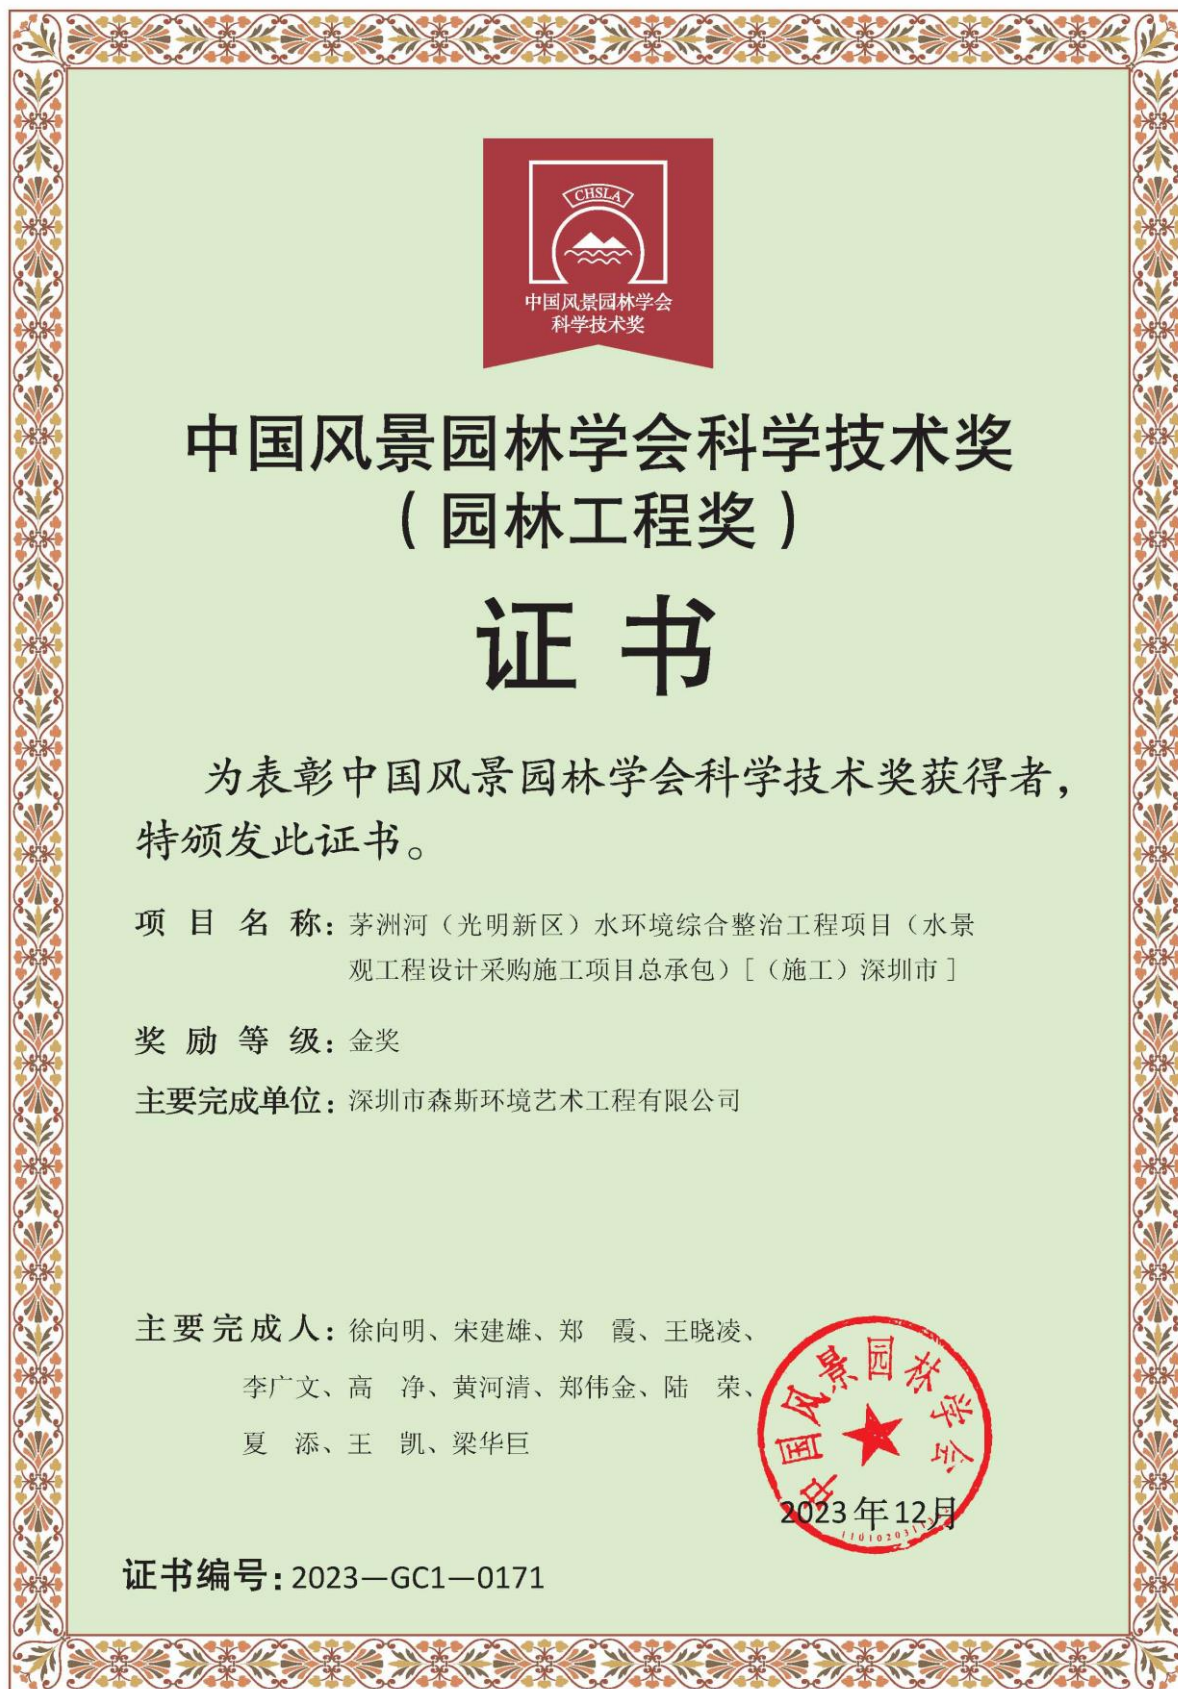 CHSLA
中国风景园林学会
科学技术奖
中国风景园林学会科学技术奖
（园林工程奖）
证书
为表彰中国风景园林学会科学技术奖获得者，
特颁发此证书。
项目名称：茅洲河（光明新区）水环境综合整治工程项目（水景
观工程设计采购施工项目总承包）[（施工）深圳市]
奖励等级：金奖
主要完成单位：深圳市森斯环境艺术工程有限公司
主要完成人：徐向明、宋建雄、郑　霞、王晓凌、
李广文、高　净、黄河清、郑伟金、陆　荣、
夏　添、王　凯、梁华巨
中国风景园林学会
2023年12月
证书编号：2023—GC1—0171